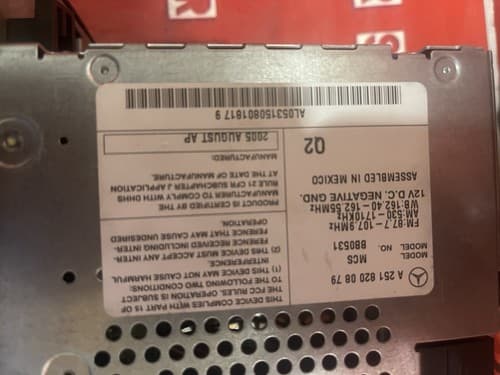 A 251 820 08 79
MODEL MCS
MODEL NO. BB0531
FM:87.7 - 107.9MHz
AM:530-1710KHz
WB:162.40-162.55MHz
12V D.C. NEGATIVE GND.
ASSEMBLED IN MEXICO
Q2
THIS DEVICE COMPLIES WITH PART 15 OF
THE FCC RULES. OPERATION IS SUBJECT
TO THE FOLLOWING TWO CONDITIONS:
(1) THIS DEVICE MAY NOT CAUSE HARMFUL
INTERFERENCE.
(2) THIS DEVICE MUST ACCEPT ANY INTER
FERENCE RECEIVED INCLUDING INTER
FERENCE THAT MAY CAUSE UNDESIRED
OPERATION.
PRODUCT IS CERTIFIED BY THE
MANUFACTURER TO COMPLY WITH DHHS
RULE 21 CFR SUBCHAPTER J APPLICATION
AT THE DATE OF MANUFACTURE.
MANUFACTURED:
2005 AUGUST AP
AL0531508018179